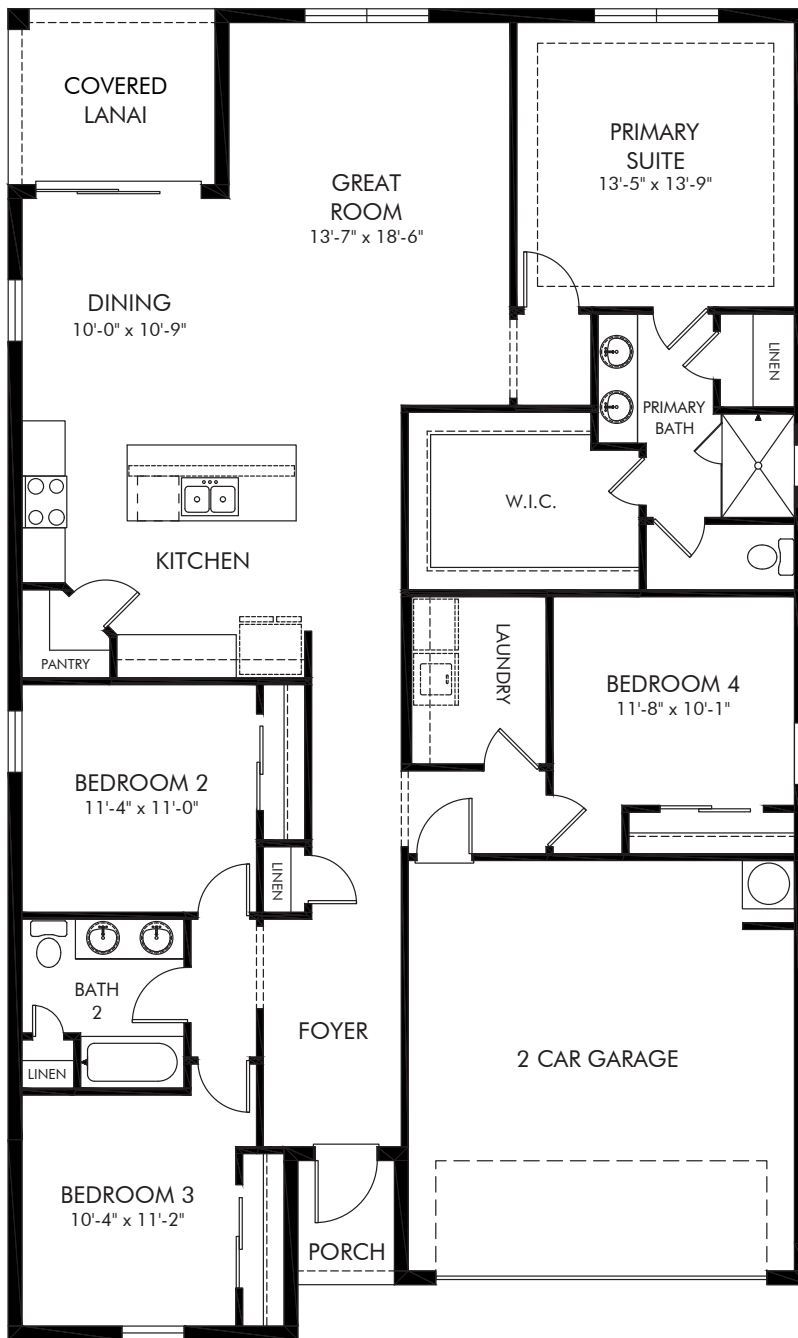 COVERED
LANAI
PRIMARY
SUITE
13'-5" x 13'-9"
GREAT
ROOM
13'-7" x 18'-6"
DINING
10'-0" x 10'-9"
LINEN
PRIMARY
BATH
W.I.C.
KITCHEN
PANTRY
LAUNDRY
BEDROOM 4
11'-8" x 10'-1"
BEDROOM 2
11'-4" x 11'-0"
LINEN
BATH
2
FOYER
2 CAR GARAGE
LINEN
BEDROOM 3
10'-4" x 11'-2"
PORCH